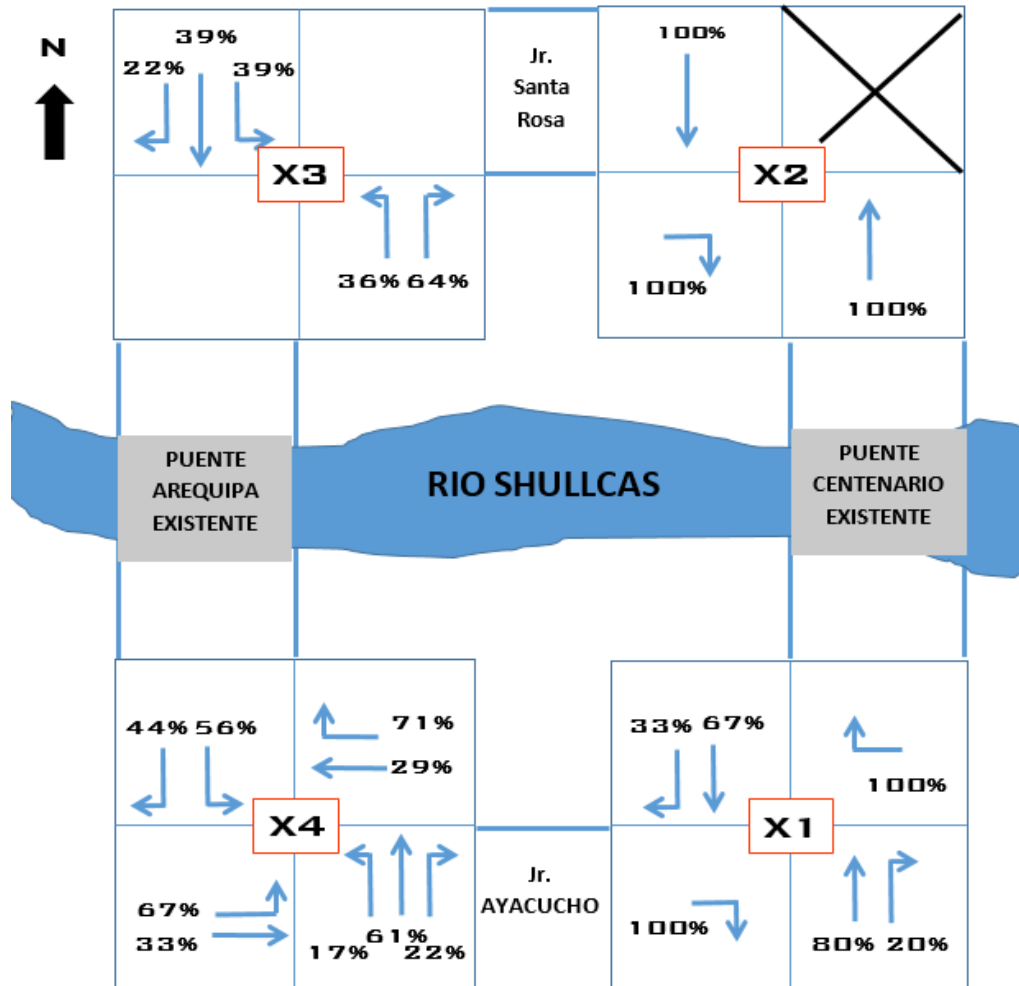 N
39%
22%
39%
X3
36%
64%
Jr.
Santa
Rosa
100%
X2
100%
100%
PUENTE
AREQUIPA
EXISTENTE
RIO SHULLCAS
PUENTE
CENTENARIO
EXISTENTE
44%
56%
71%
29%
X4
67%
33%
17%
61%
22%
Jr.
AYACUCHO
33%
67%
100%
X1
100%
80%
20%